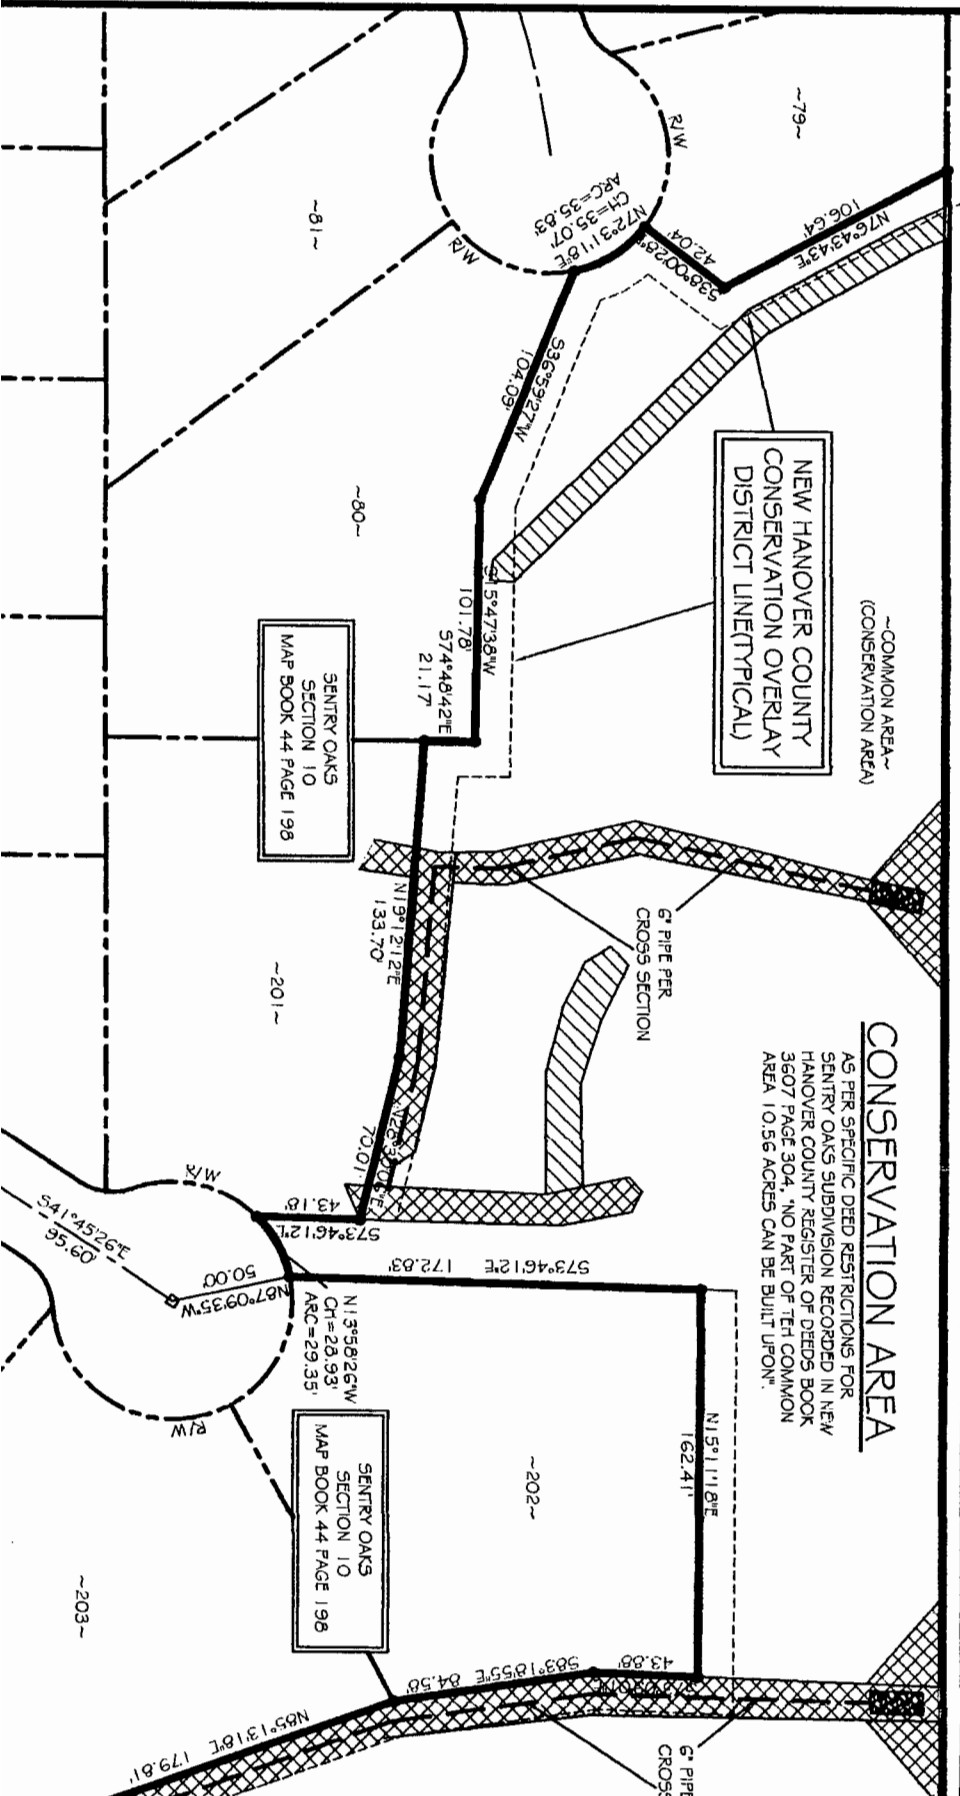 ~79~
R/W
N76°43'43"E
106.64'
S38°00'28"E
42.04'
N72°31'18"E
CH=35.07'
ARC=35.83'
~81~
R/W
S36°59'27"W
104.09'
NEW HANOVER COUNTY
CONSERVATION OVERLAY
DISTRICT LINE(TYPICAL)
~COMMON AREA~
(CONSERVATION AREA)
~80~
S15°47'38"W
101.78'
S74°48'42"E
21.17'
SENTRY OAKS
SECTION 10
MAP BOOK 44 PAGE 198
6" PIPE PER
CROSS SECTION
N19°12'12"E
133.70'
~201~
CONSERVATION AREA
AS PER SPECIFIC DEED RESTRICTIONS FOR
SENTRY OAKS SUBDIVISION RECORDED IN NEW
HANOVER COUNTY REGISTER OF DEEDS BOOK
3607 PAGE 304, "NO PART OF TEH COMMON
AREA 10.56 ACRES CAN BE BUILT UPON".
70.01'
R/W
43.18'
S73°46'12"E
S73°46'12"E
172.83'
S41°45'26"E
95.60'
50.00'
N87°09'35"W
N13°58'26"W
CH=28.93'
ARC=29.35'
R/W
N15°11'18"E
162.41'
~202~
SENTRY OAKS
SECTION 10
MAP BOOK 44 PAGE 198
~203~
43.88'
S83°18'55"E
84.58'
N85°13'18"E
179.81'
6" PIPE
CROSS